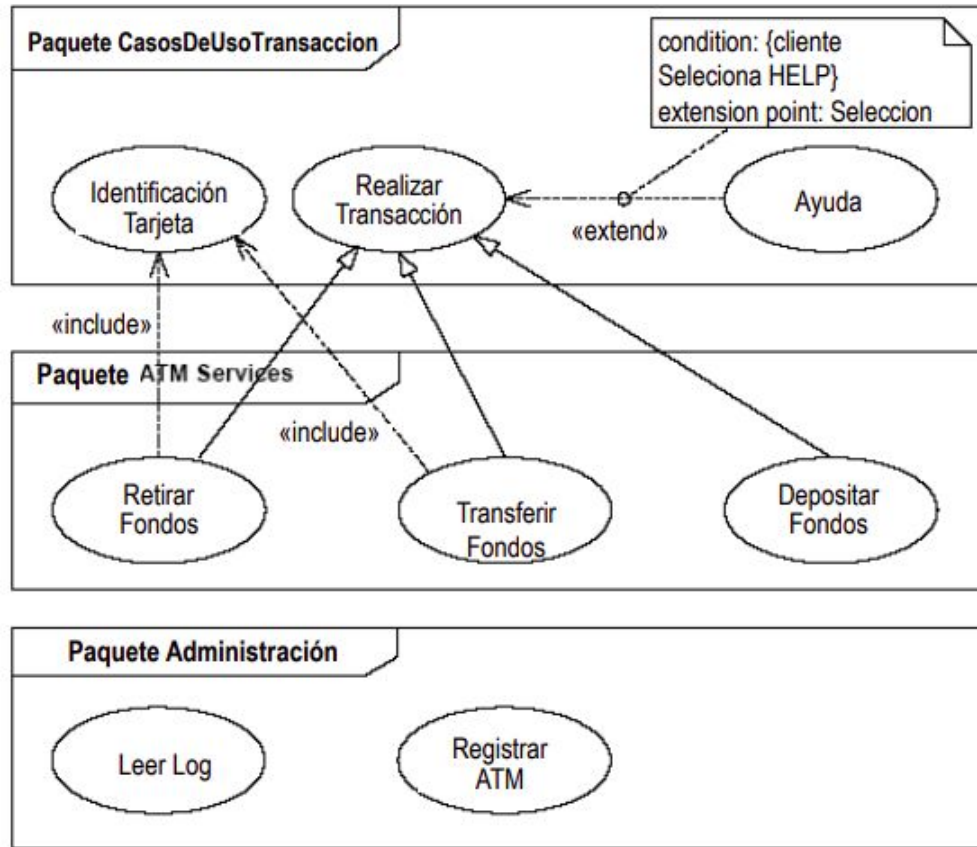 Paquete CasosDeUsoTransaccion
condition: {cliente
Seleciona HELP}
extension point: Seleccion
Identificación
Tarjeta
Realizar
Transacción
Ayuda
«extend»
«include»
Paquete ATM Services
«include»
Retirar
Fondos
Transferir
Fondos
Depositar
Fondos
Paquete Administración
Leer Log
Registrar
ATM